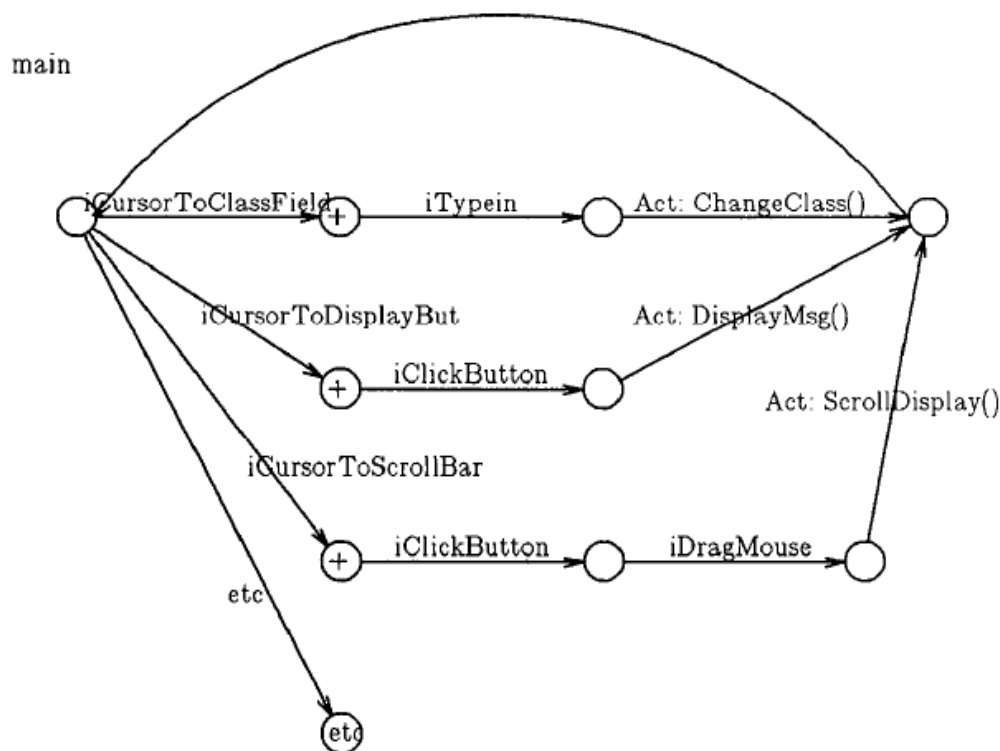 main
iCursorToClassField
+
iTypein
Act: ChangeClass()
iCursorToDisplayBut
Act: DisplayMsg()
+
iClickButton
Act: ScrollDisplay()
iCursorToScrollBar
+
iClickButton
iDragMouse
etc
etc